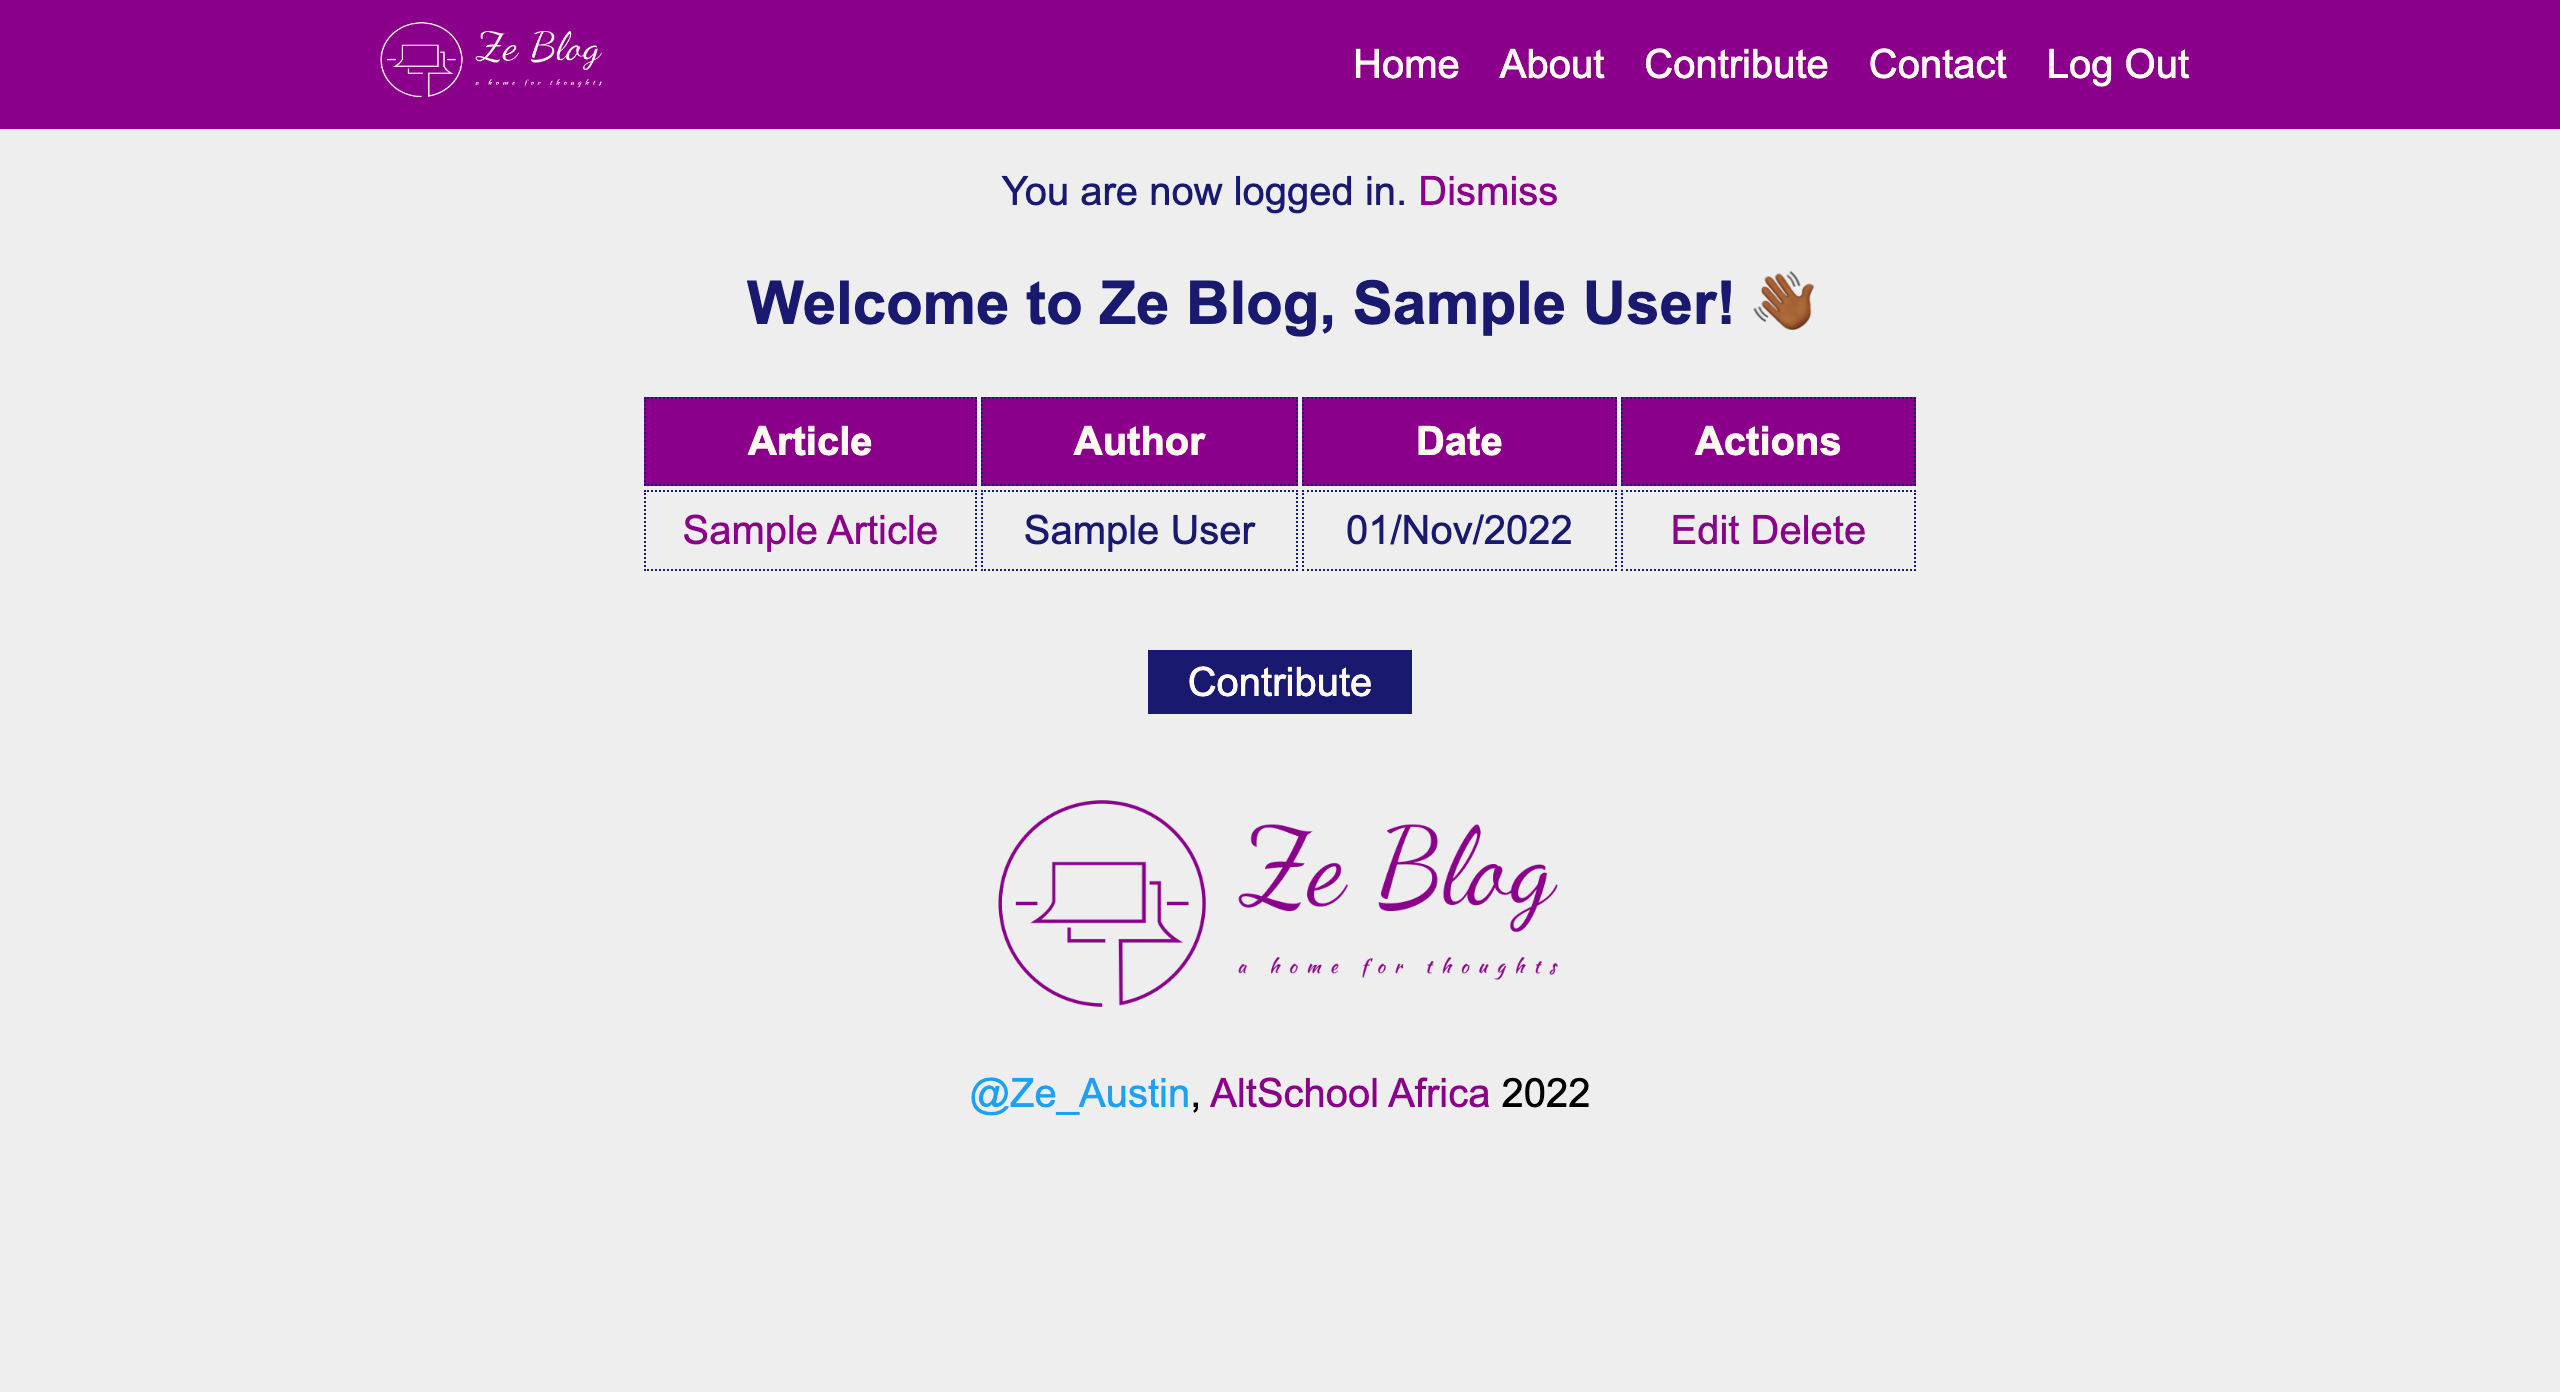 Ze Blog
a home for thoughts
Home About Contribute Contact Log Out
You are now logged in. Dismiss
Welcome to Ze Blog, Sample User! 👋🏾
Article Author Date Actions
Sample Article Sample User 01/Nov/2022 Edit Delete
Contribute
Ze Blog
a home for thoughts
@Ze_Austin, AltSchool Africa 2022